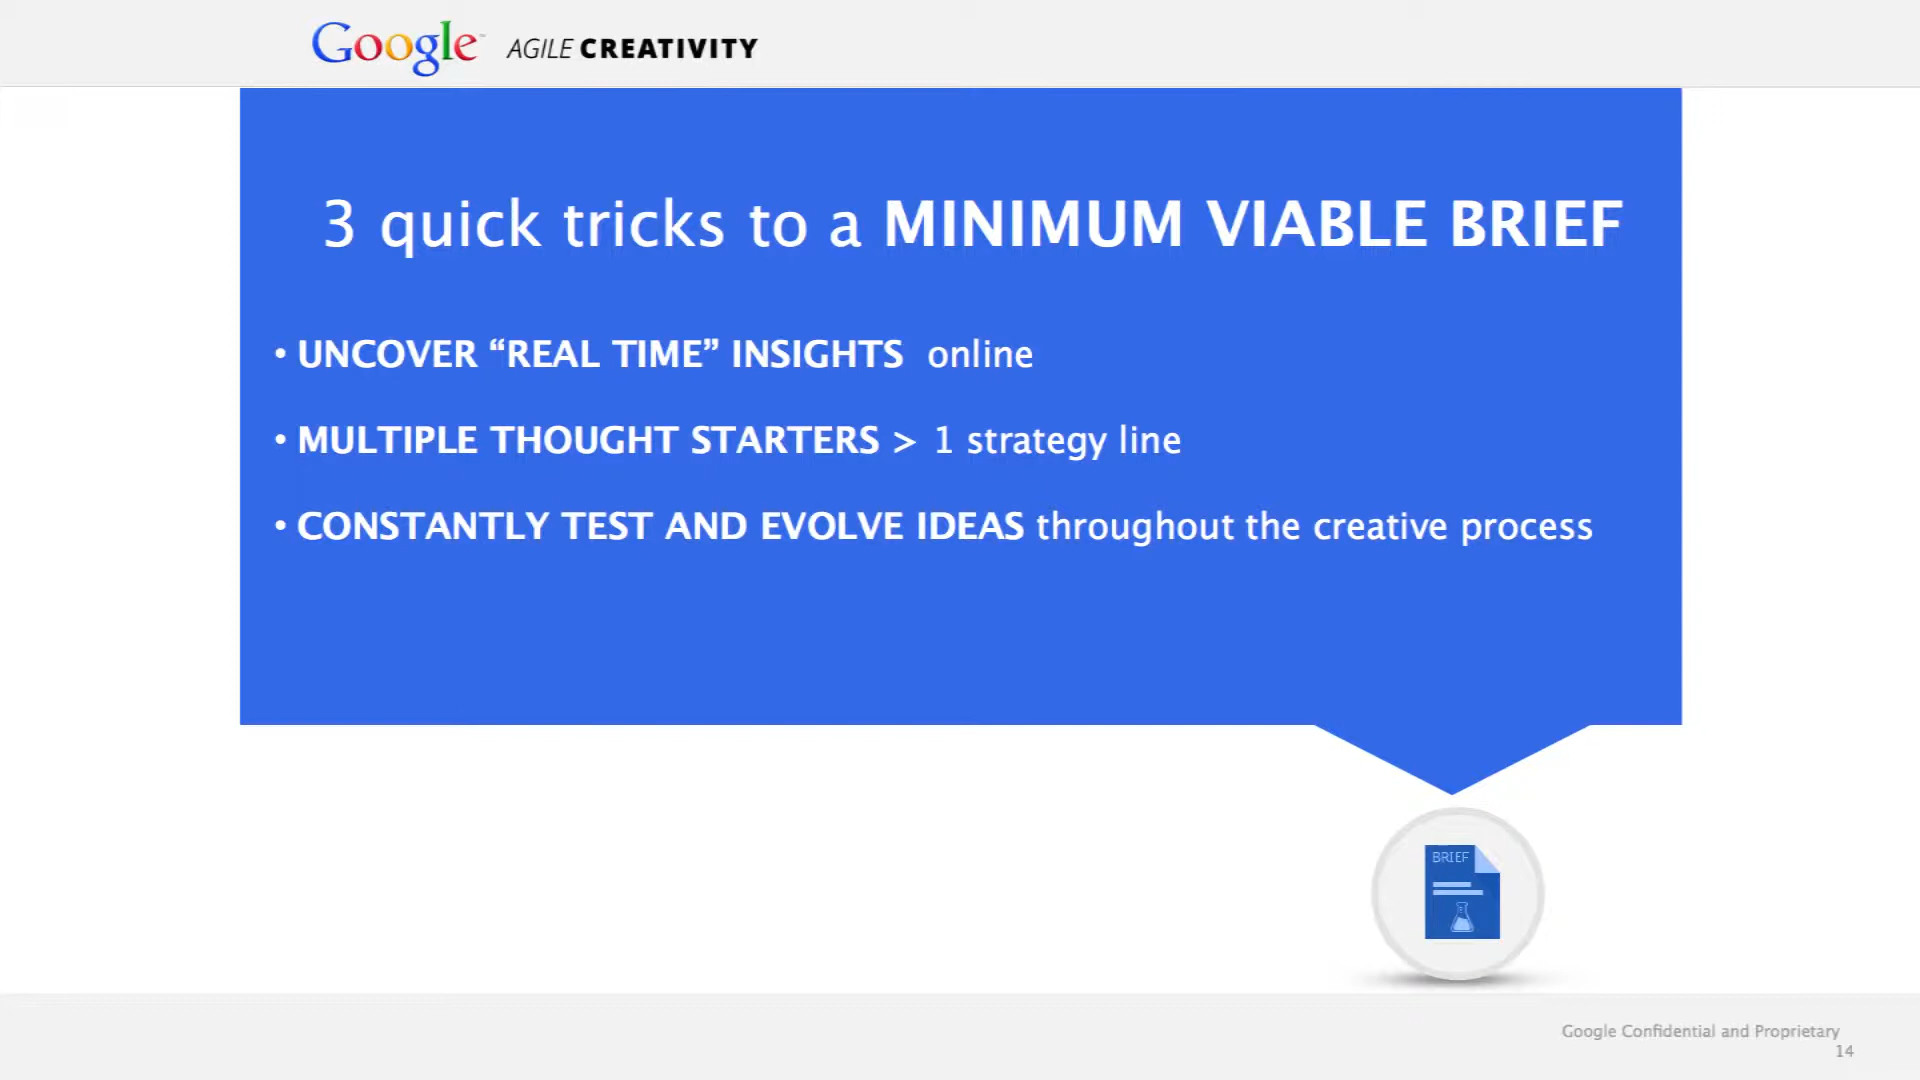 Google™ AGILE CREATIVITY
3 quick tricks to a MINIMUM VIABLE BRIEF
• UNCOVER “REAL TIME” INSIGHTS online
• MULTIPLE THOUGHT STARTERS > 1 strategy line
• CONSTANTLY TEST AND EVOLVE IDEAS throughout the creative process
BRIEF
Google Confidential and Proprietary
14